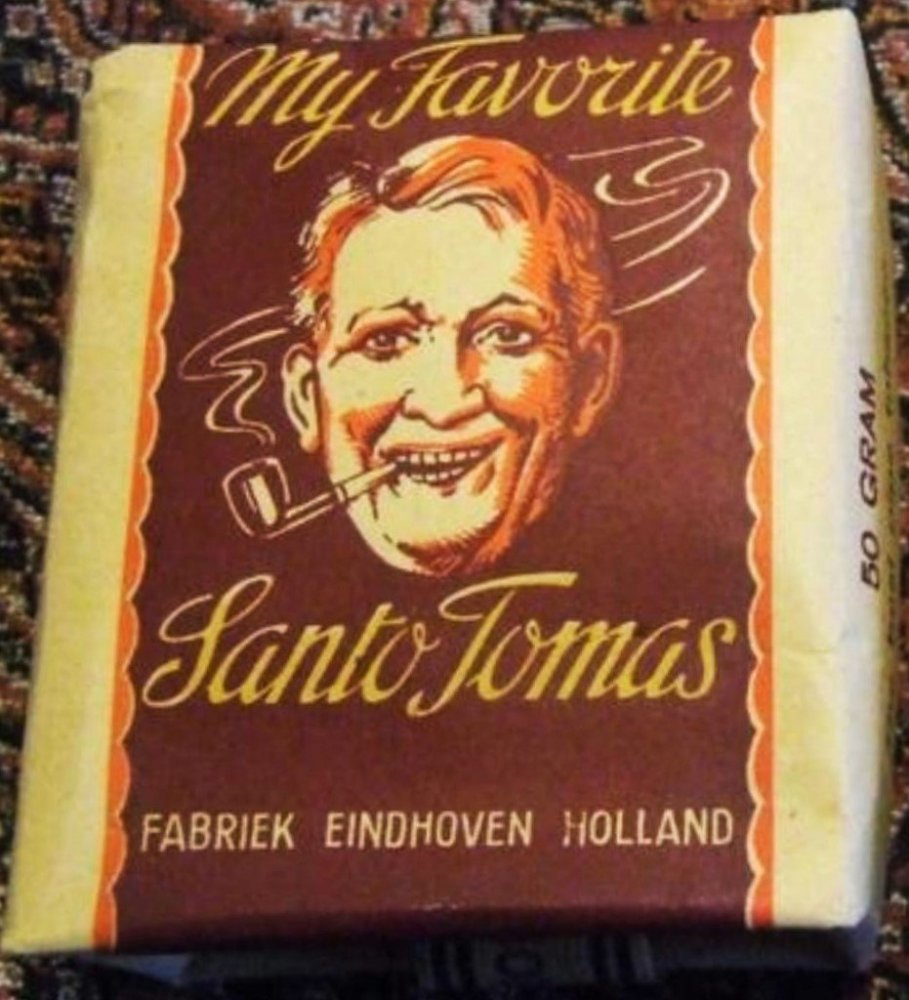 My Favorite
Santo Tomas
FABRIEK EINDHOVEN HOLLAND
50 GRAM